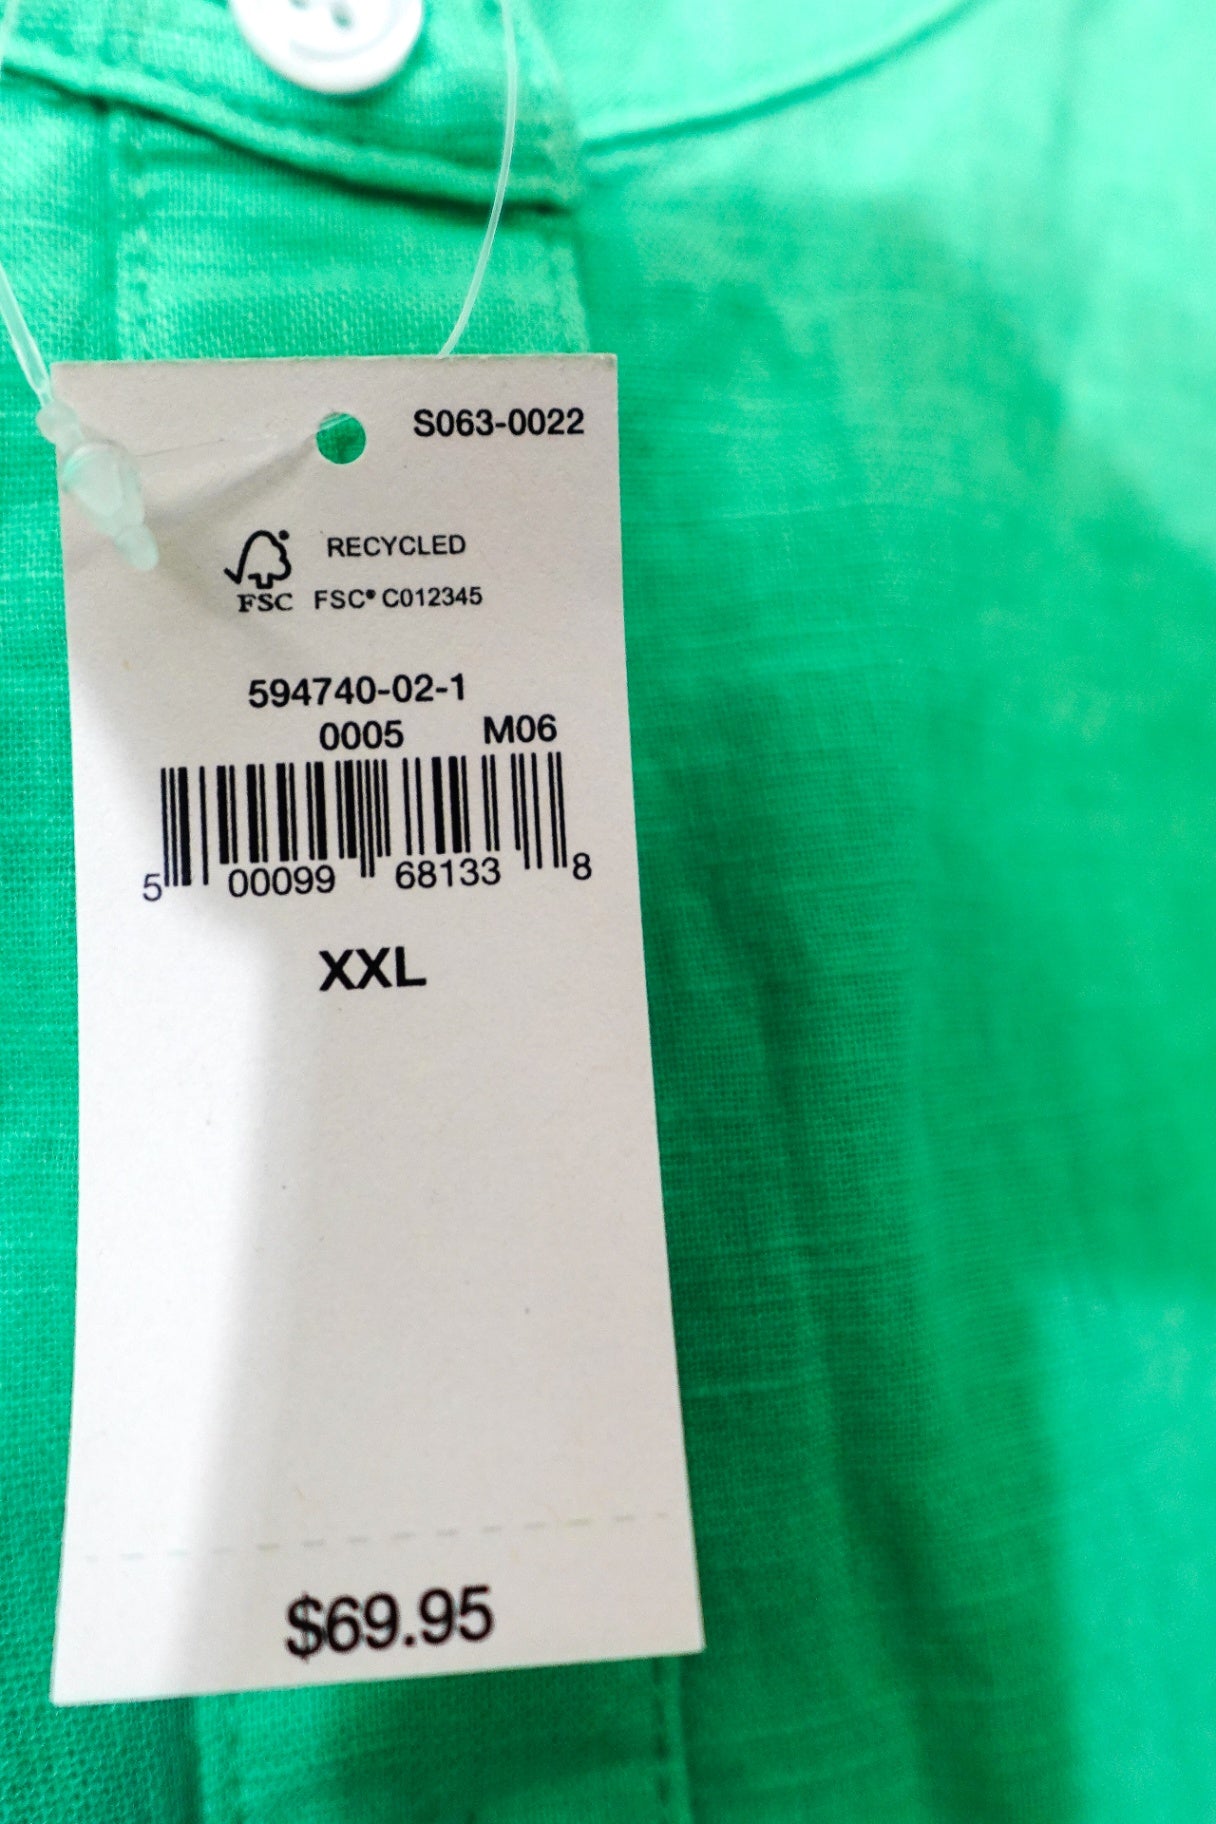 S063-0022
RECYCLED
FSC FSC® C012345
594740-02-1
0005 M06
5 00099 68133 8
XXL
$69.95